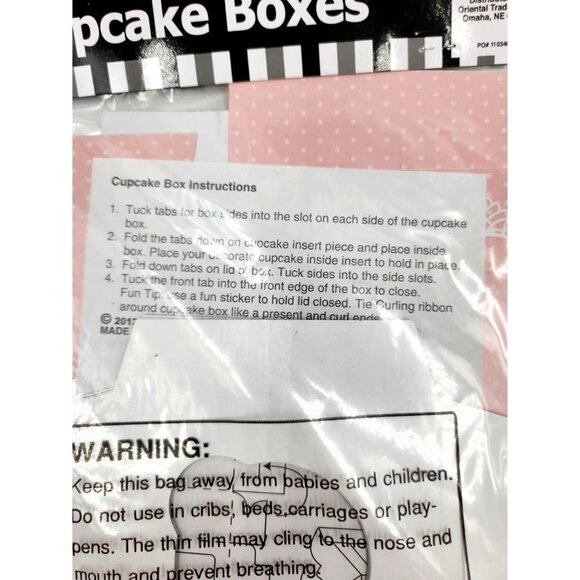 pcake Boxes
Oriental Trad
Omaha, NE
PO# 11034
Cupcake Box Instructions
1. Tuck tabs for box sides into the slot on each side of the cupcake
box.
2. Fold the tabs down on cupcake insert piece and place inside
box. Place your decorate cupcake inside insert to hold in place.
3. Fold down tabs on lid of box. Tuck sides into the side slots.
4. Tuck the front tab into the front edge of the box to close.
Fun Tip: use a fun sticker to hold lid closed. Tie Curling ribbon
around cupcake box like a present and curl ends
© 2013
MADE
WARNING:
Keep this bag away from babies and children.
Do not use in cribs, beds,carriages or play-
pens. The thin film may cling to the nose and
mouth and prevent breathing.